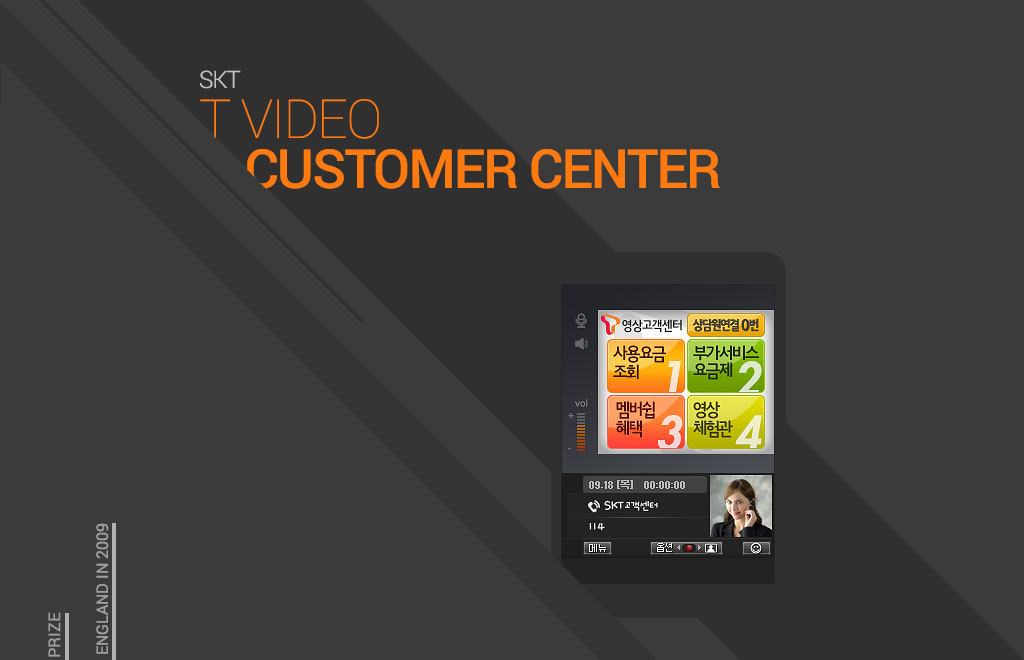 SKT
T VIDEO
CUSTOMER CENTER
영상고객센터
상담원연결 0번
사용요금
조회
1
부가서비스
요금제
2
멤버쉽
혜택
3
영상
체험관
4
vol
+
-
09.18 [목] 00:00:00
SKT고객센터
114
메뉴
옵션
PRIZE
ENGLAND IN 2009